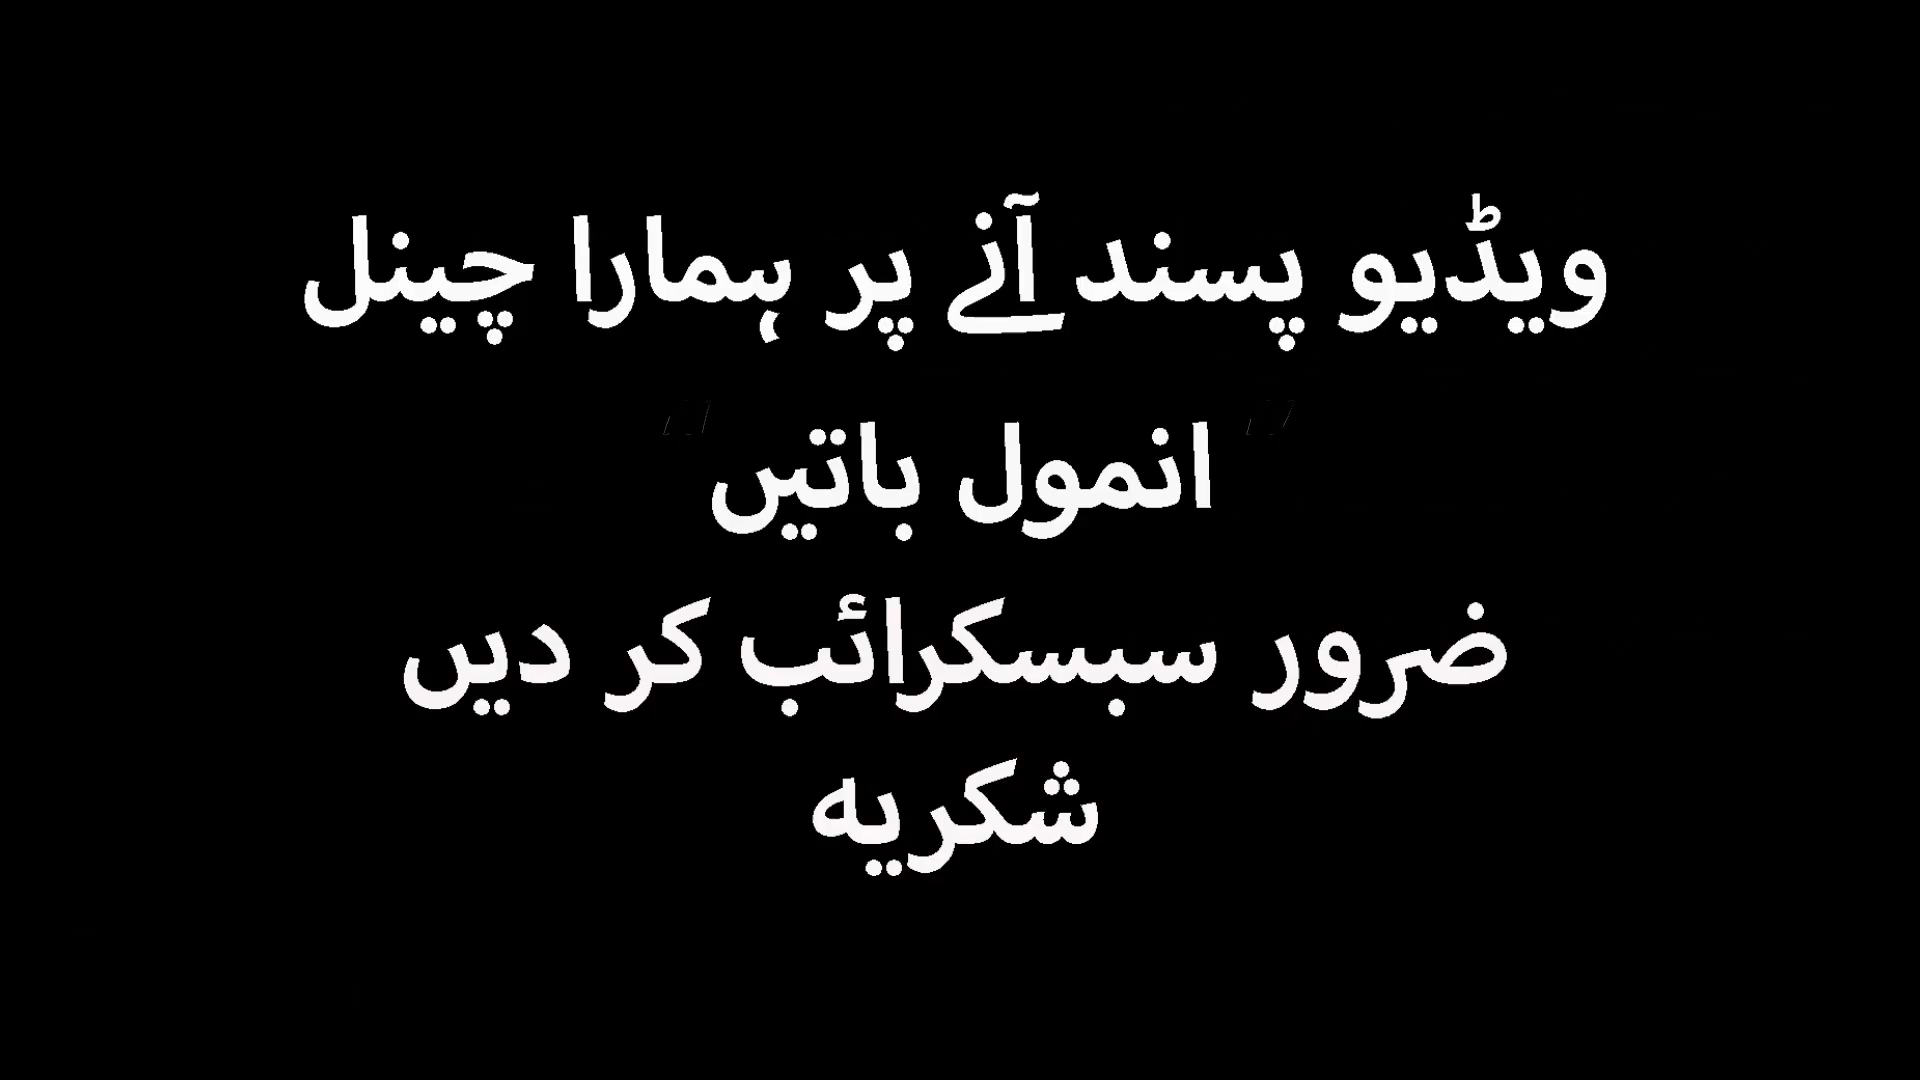 ویڈیو پسند آنے پر ہمارا چینل
" انمول باتیں "
ضرور سبسکرائب کر دیں
شکریہ